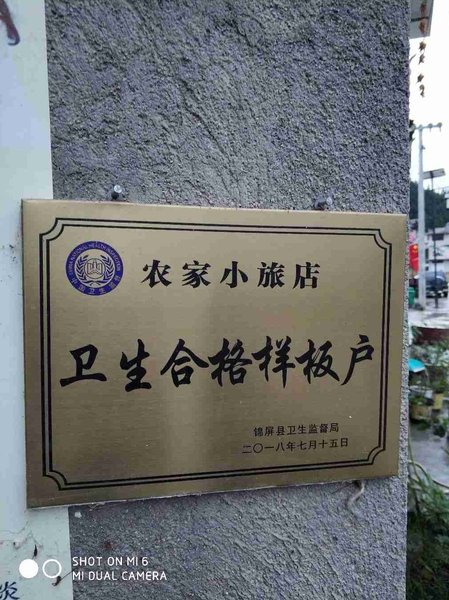 农家小旅店
卫生合格样板户
锦屏县卫生监督局
二〇一八年七月十五日
SHOT ON MI 6
MI DUAL CAMERA